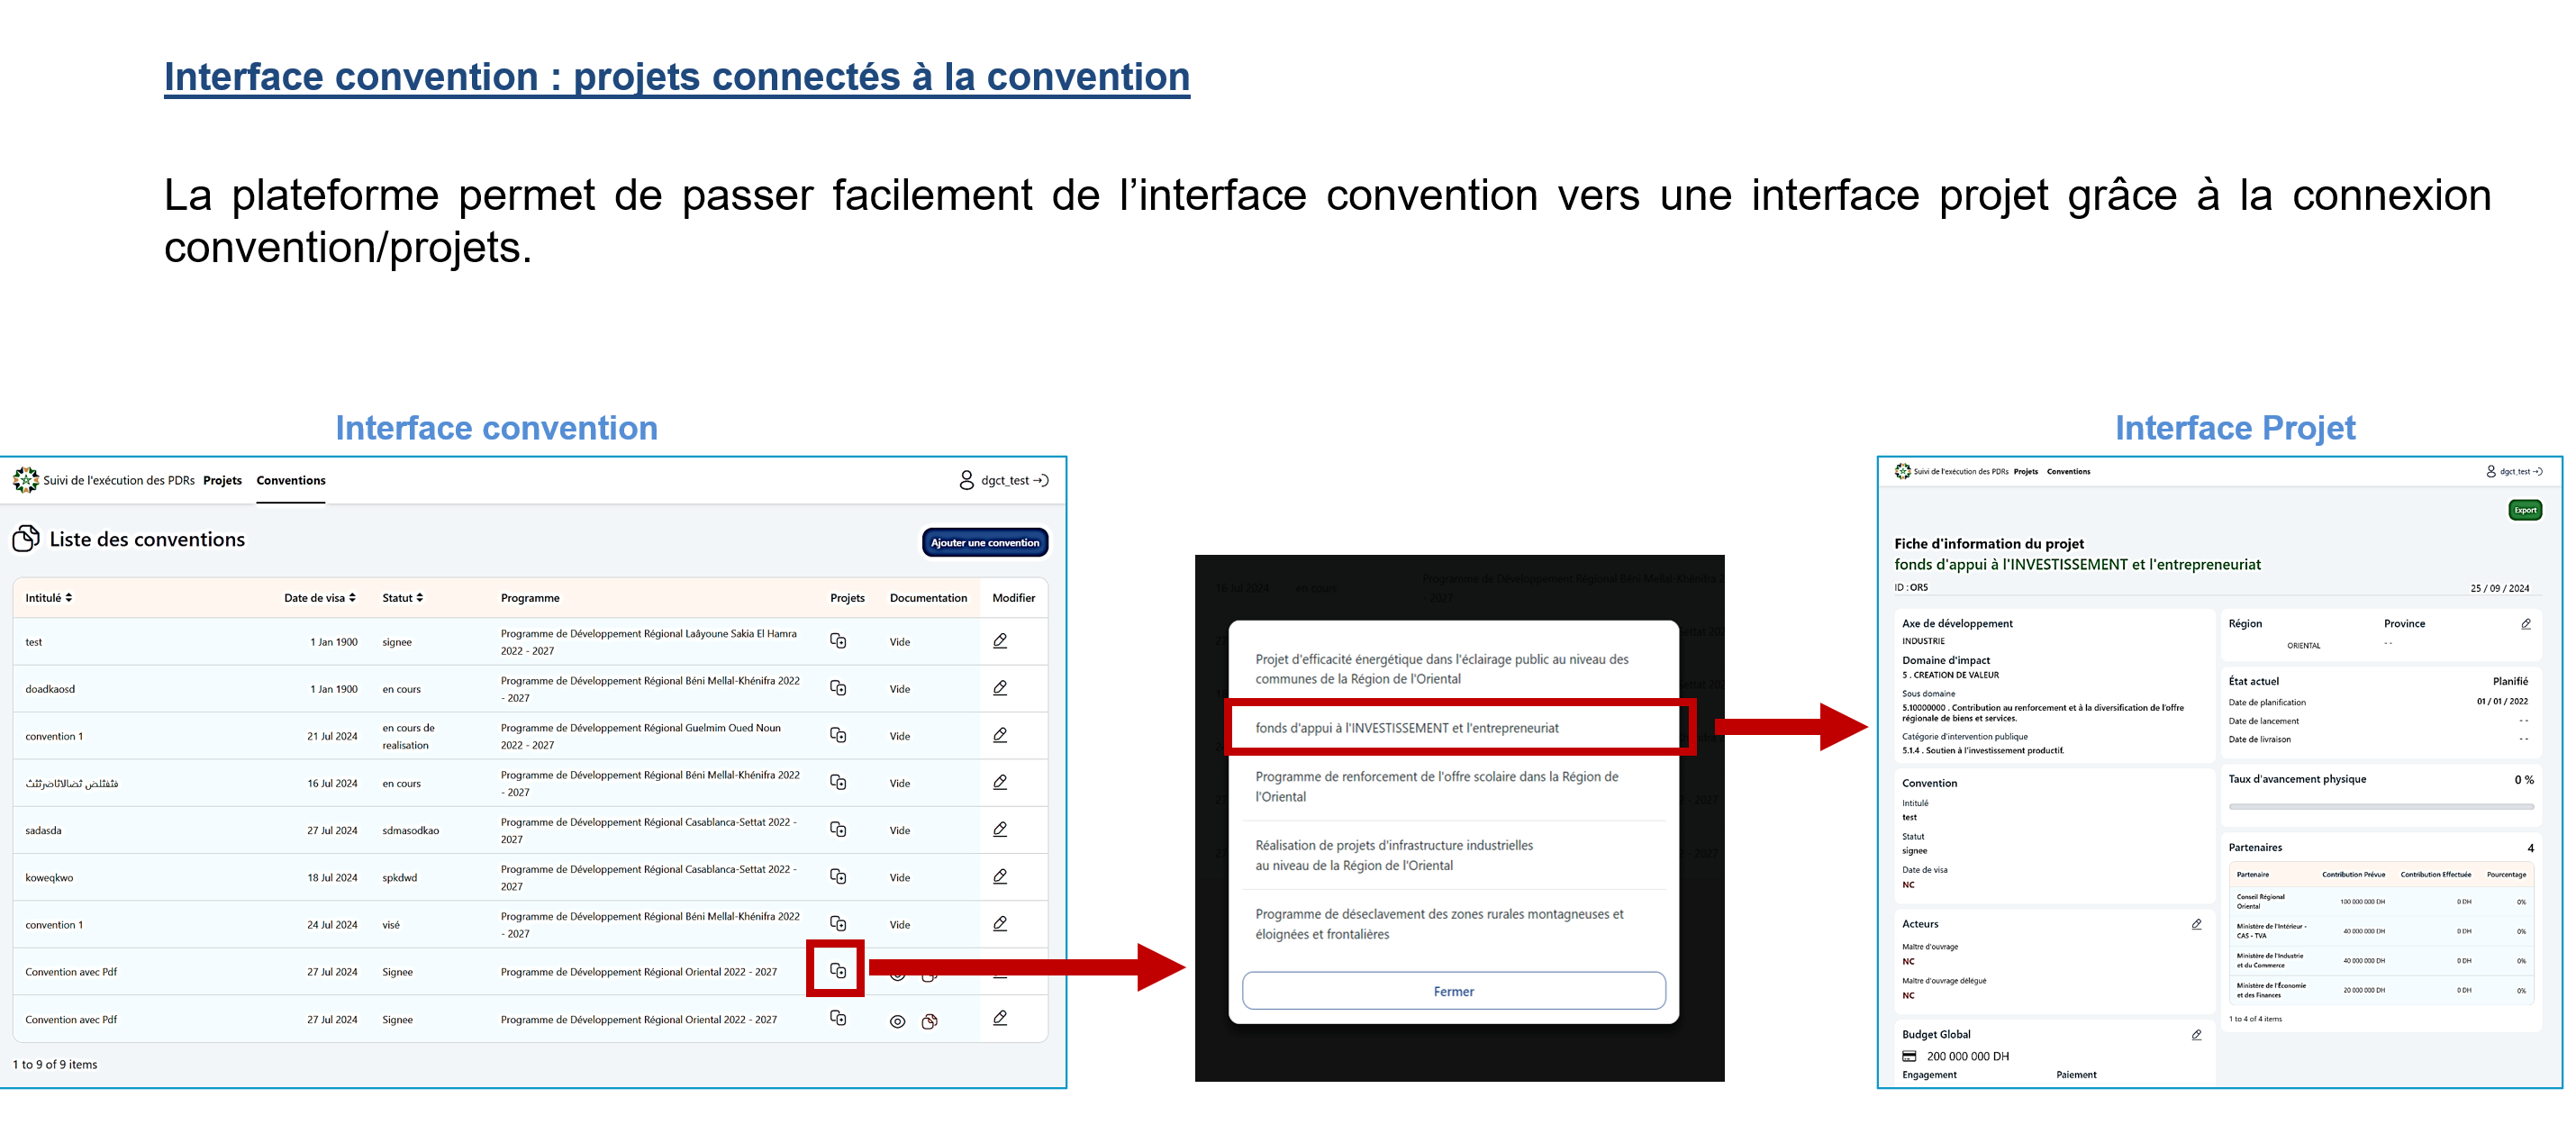 Interface convention : projets connectés à la convention
La plateforme permet de passer facilement de l’interface convention vers une interface projet grâce à la connexion
convention/projets.
Interface convention
Suivi de l'exécution des PDRs Projets Conventions
dgct_test
Liste des conventions
Ajouter une convention
Intitulé Date de visa Statut Programme Projets Documentation Modifier
test 1 Jan 1900 signee Programme de Développement Régional Laâyoune Sakia El Hamra
2022 - 2027
Vide
doadkaosd 1 Jan 1900 en cours Programme de Développement Régional Béni Mellal-Khénifra 2022
- 2027
Vide
convention 1 21 Jul 2024 en cours de
realisation
Programme de Développement Régional Guelmim Oued Noun
2022 - 2027
Vide
16 Jul 2024 en cours Programme de Développement Régional Béni Mellal-Khénifra 2022
- 2027
Vide
sadasda 27 Jul 2024 sdmasodkao Programme de Développement Régional Casablanca-Settat 2022 -
2027
Vide
koweqkwo 18 Jul 2024 spkdwd Programme de Développement Régional Casablanca-Settat 2022 -
2027
Vide
convention 1 24 Jul 2024 visé Programme de Développement Régional Béni Mellal-Khénifra 2022
- 2027
Vide
Convention avec Pdf 27 Jul 2024 Signee Programme de Développement Régional Oriental 2022 - 2027
Convention avec Pdf 27 Jul 2024 Signee Programme de Développement Régional Oriental 2022 - 2027
1 to 9 of 9 items
16 Jul 2024 en cours Programme de Développement Régional Béni Mellal-Khénifra 2
- 2027
Projet d'efficacité énergétique dans l'éclairage public au niveau des
communes de la Région de l'Oriental
fonds d'appui à l'INVESTISSEMENT et l'entrepreneuriat
Programme de renforcement de l'offre scolaire dans la Région de
l'Oriental
Réalisation de projets d'infrastructure industrielles
au niveau de la Région de l'Oriental
Programme de déseclavement des zones rurales montagneuses et
éloignées et frontalières
Fermer
Interface Projet
Suivi de l'exécution des PDRs Projets Conventions
dgct_test
Export
Fiche d'information du projet
fonds d'appui à l'INVESTISSEMENT et l'entrepreneuriat
ID : OR5 25 / 09 / 2024
Axe de développement
INDUSTRIE
Domaine d'impact
5 . CREATION DE VALEUR
Sous domaine
5.10000000 . Contribution au renforcement et à la diversification de l'offre
régionale de biens et services.
Catégorie d'intervention publique
5.1.4 . Soutien à l'investissement productif.
Convention
Intitulé
test
Statut
signee
Date de visa
NC
Acteurs
Maître d'ouvrage
NC
Maître d'ouvrage délégué
NC
Budget Global
200 000 000 DH
Engagement Paiement
Région Province
ORIENTAL - -
État actuel Planifié
Date de planification 01 / 01 / 2022
Date de lancement - -
Date de livraison - -
Taux d'avancement physique 0 %
Partenaires 4
Partenaire Contribution Prévue Contribution Effectuée Pourcentage
Conseil Régional
Oriental
100 000 000 DH 0 DH 0%
Ministère de l'Intérieur -
CAS - TVA
40 000 000 DH 0 DH 0%
Ministère de l'Industrie
et du Commerce
40 000 000 DH 0 DH 0%
Ministère de l'Économie
et des Finances
20 000 000 DH 0 DH 0%
1 to 4 of 4 items